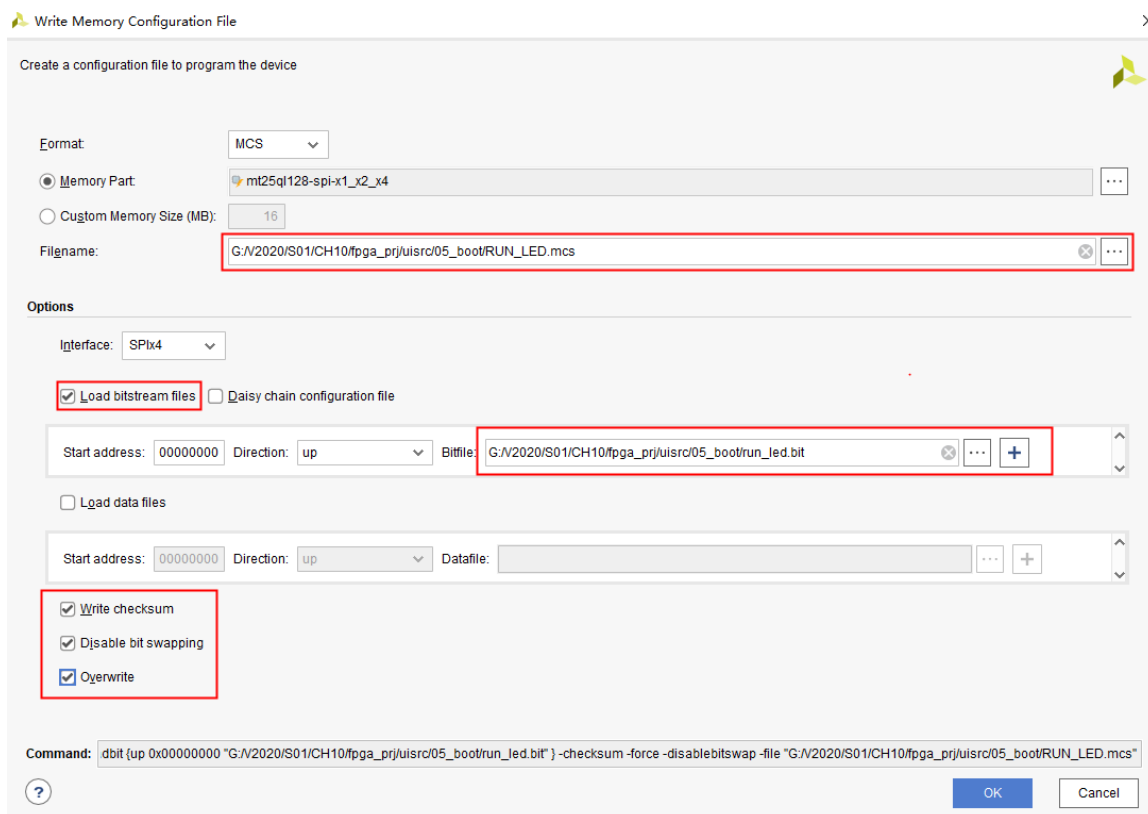 Write Memory Configuration File
Create a configuration file to program the device
Format: MCS
Memory Part: mt25ql128-spi-x1_x2_x4 ...
Custom Memory Size (MB): 16
Filename: G:/V2020/S01/CH10/fpga_prj/uisrc/05_boot/RUN_LED.mcs ...
Options
Interface: SPIx4
Load bitstream files Daisy chain configuration file
Start address: 00000000 Direction: up Bitfile: G:/V2020/S01/CH10/fpga_prj/uisrc/05_boot/run_led.bit ... +
Load data files
Start address: 00000000 Direction: up Datafile: ... +
Write checksum
Disable bit swapping
Overwrite
Command: dbit {up 0x00000000 "G:/V2020/S01/CH10/fpga_prj/uisrc/05_boot/run_led.bit" } -checksum -force -disablebitswap -file "G:/V2020/S01/CH10/fpga_prj/uisrc/05_boot/RUN_LED.mcs"
? OK Cancel